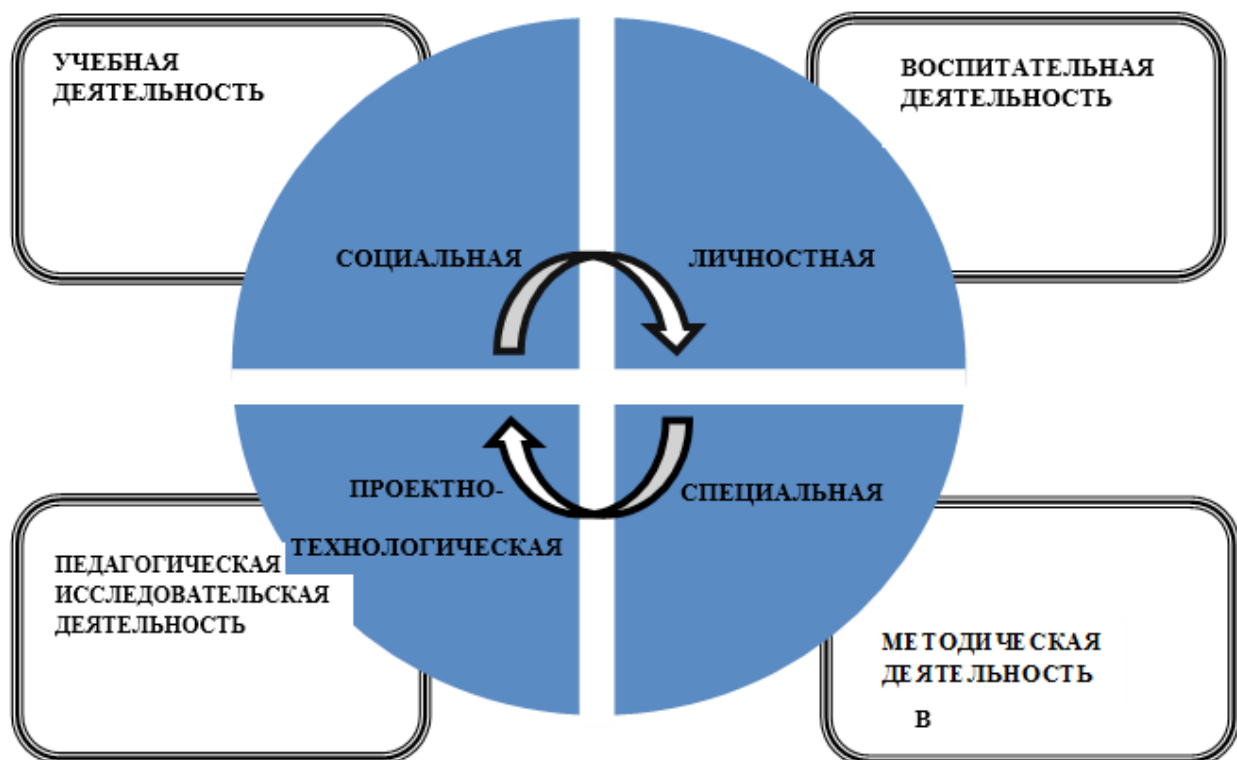 УЧЕБНАЯ
ДЕЯТЕЛЬНОСТЬ
ВОСПИТАТЕЛЬНАЯ
ДЕЯТЕЛЬНОСТЬ
СОЦИАЛЬНАЯ
ЛИЧНОСТНАЯ
ПРОЕКТНО-
ТЕХНОЛОГИЧЕСКАЯ
СПЕЦИАЛЬНАЯ
ПЕДАГОГИЧЕСКАЯ
ИССЛЕДОВАТЕЛЬСКАЯ
ДЕЯТЕЛЬНОСТЬ
МЕТОДИЧЕСКАЯ
ДЕЯТЕЛЬНОСТЬ
В